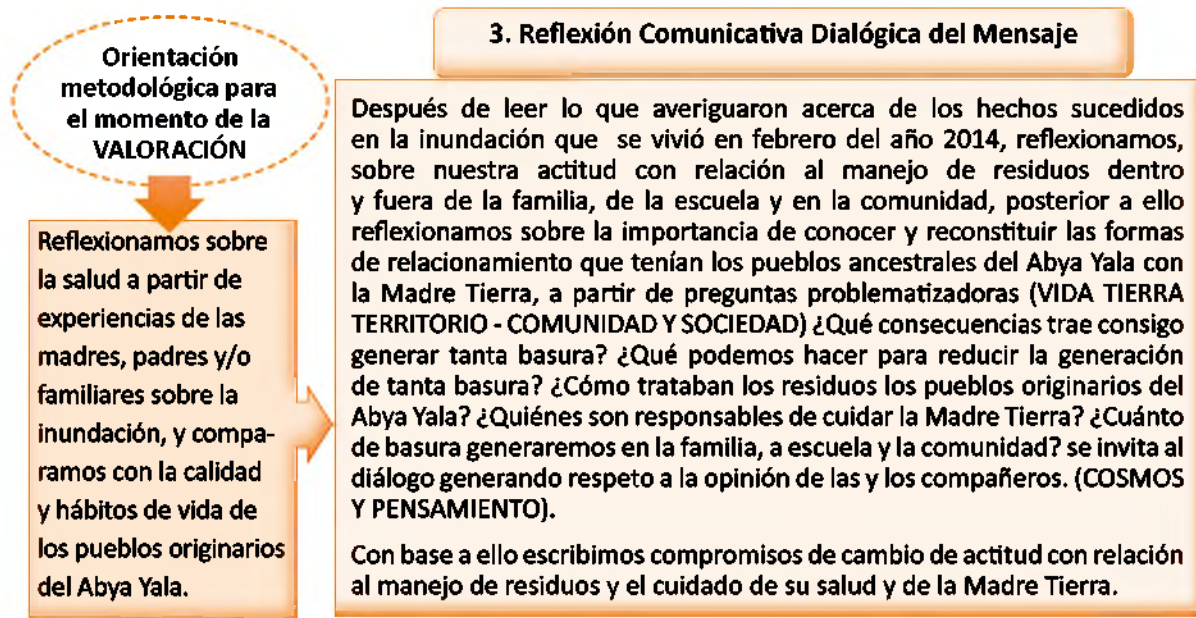 Orientación
metodológica para
el momento de la
VALORACIÓN
Reflexionamos sobre
la salud a partir de
experiencias de las
madres, padres y/o
familiares sobre la
inundación, y compa-
ramos con la calidad
y hábitos de vida de
los pueblos originarios
del Abya Yala.
3. Reflexión Comunicativa Dialógica del Mensaje
Después de leer lo que averiguaron acerca de los hechos sucedidos
en la inundación que se vivió en febrero del año 2014, reflexionamos,
sobre nuestra actitud con relación al manejo de residuos dentro
y fuera de la familia, de la escuela y en la comunidad, posterior a ello
reflexionamos sobre la importancia de conocer y reconstituir las formas
de relacionamiento que tenían los pueblos ancestrales del Abya Yala con
la Madre Tierra, a partir de preguntas problematizadoras (VIDA TIERRA
TERRITORIO - COMUNIDAD Y SOCIEDAD) ¿Qué consecuencias trae consigo
generar tanta basura? ¿Qué podemos hacer para reducir la generación
de tanta basura? ¿Cómo trataban los residuos los pueblos originarios del
Abya Yala? ¿Quiénes son responsables de cuidar la Madre Tierra? ¿Cuánto
de basura generaremos en la familia, a escuela y la comunidad? se invita al
diálogo generando respeto a la opinión de las y los compañeros. (COSMOS
Y PENSAMIENTO).
Con base a ello escribimos compromisos de cambio de actitud con relación
al manejo de residuos y el cuidado de su salud y de la Madre Tierra.